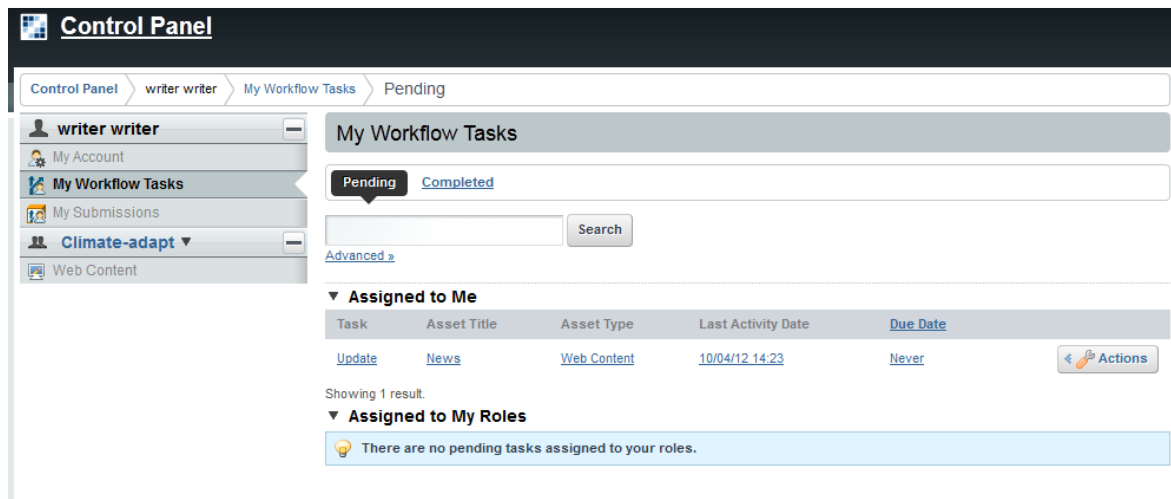 Control Panel
Control Panel writer writer My Workflow Tasks Pending
writer writer
My Account
My Workflow Tasks
My Submissions
Climate-adapt
Web Content
My Workflow Tasks
Pending Completed
Search
Advanced »
Assigned to Me
Task Asset Title Asset Type Last Activity Date Due Date
Update News Web Content 10/04/12 14:23 Never Actions
Showing 1 result.
Assigned to My Roles
There are no pending tasks assigned to your roles.